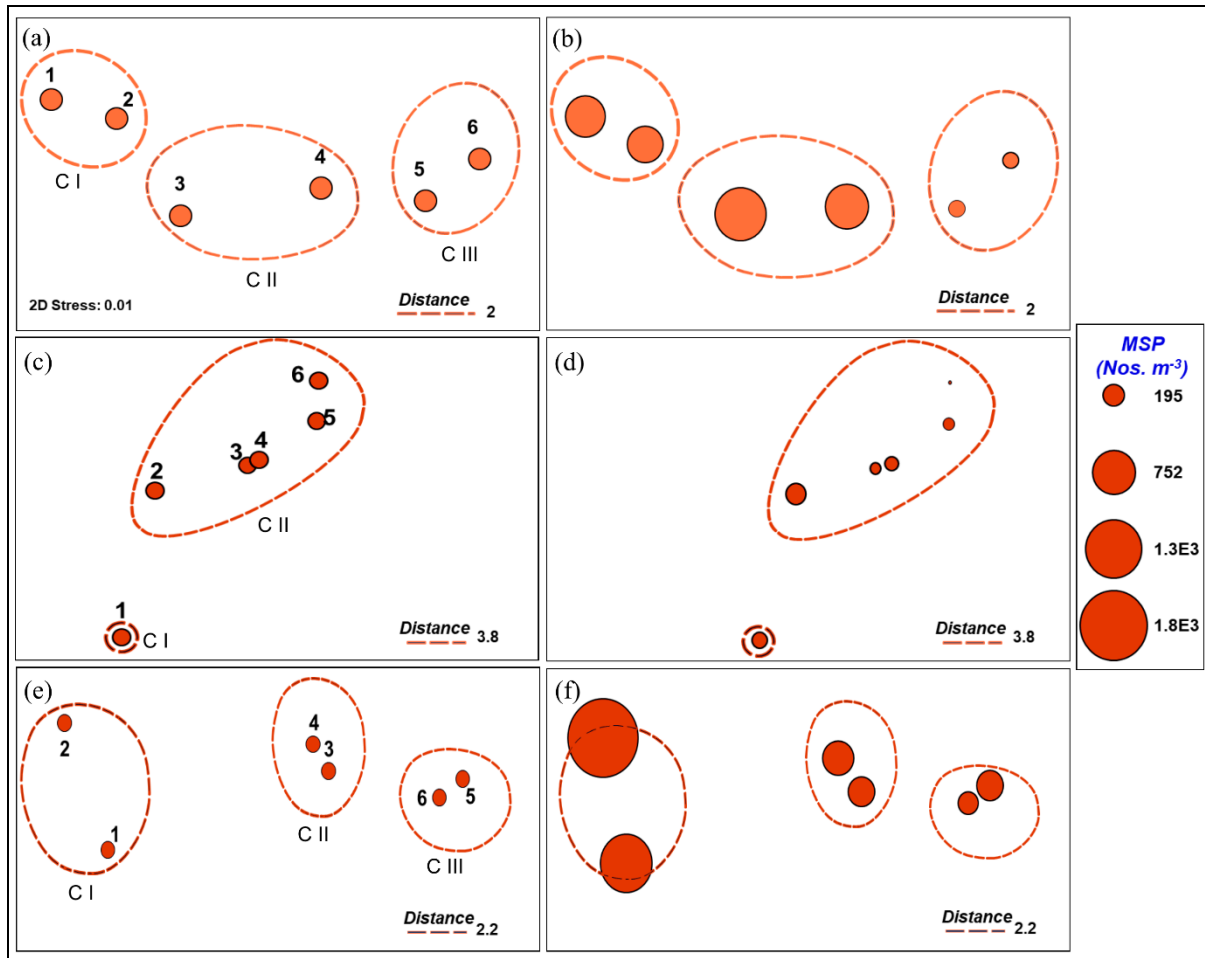 (a)
1
2
6
5
4
3
C I
C II
C III
2D Stress: 0.01
Distance
2
(b)
Distance
2
(c)
6
5
3 4
2
C II
1
C I
Distance
3.8
(d)
Distance
3.8
MSP
(Nos. m-3)
195
752
1.3E3
1.8E3
(e)
2
4
3
6 5
1
C II
C III
C I
Distance
2.2
(f)
Distance
2.2